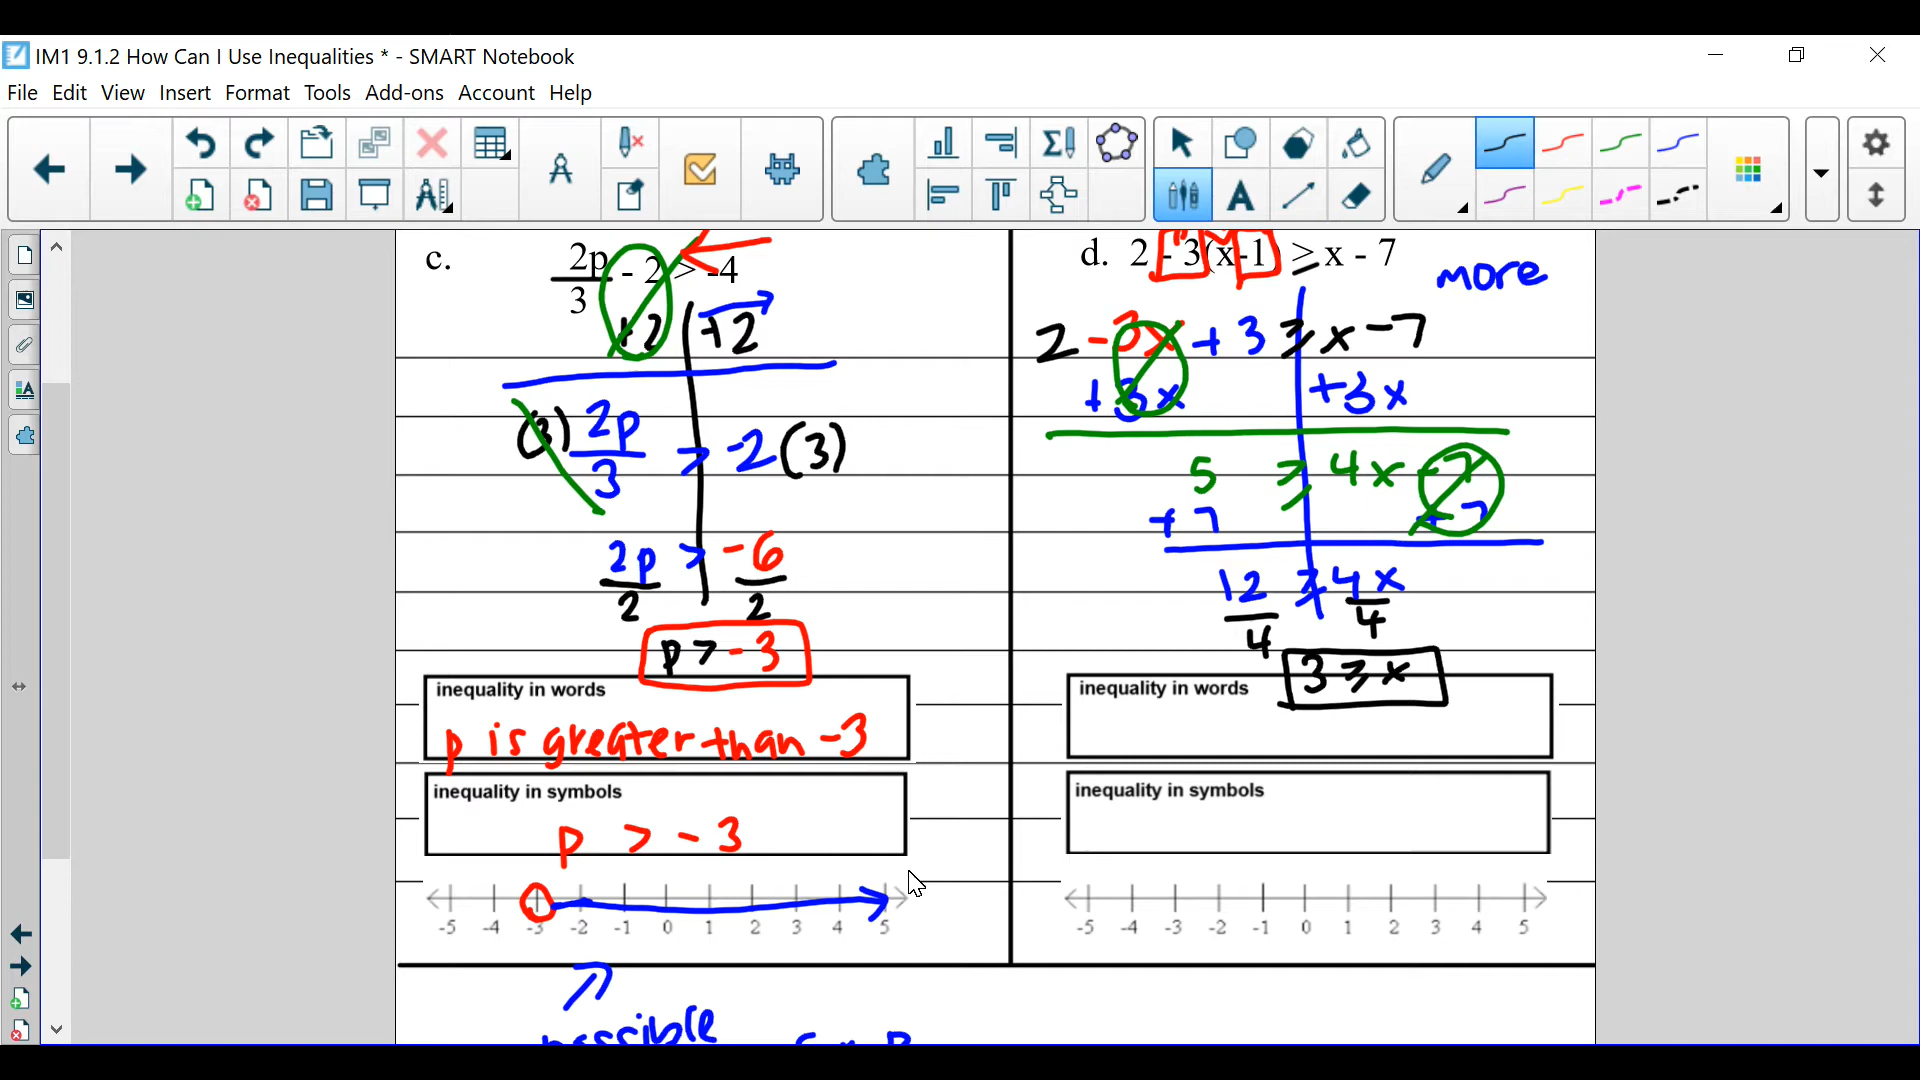 IM1 9.1.2 How Can I Use Inequalities * - SMART Notebook
File Edit View Insert Format Tools Add-ons Account Help
c. 2p/3 - 2 > -4
+2 +2
(3) 2p/3 > -2(3)
2p/2 > -6/2
p > -3
inequality in words
p is greater than -3
inequality in symbols
p > -3
-5 -4 -3 -2 -1 0 1 2 3 4 5
possible
d. 2 - 3(x-1) ≥ x - 7
more
2 -3x +3 ≥ x -7
+3x +3x
5 ≥ 4x -7
+7 +7
12/4 ≥ 4x/4
3 ≥ x
inequality in words
inequality in symbols
-5 -4 -3 -2 -1 0 1 2 3 4 5